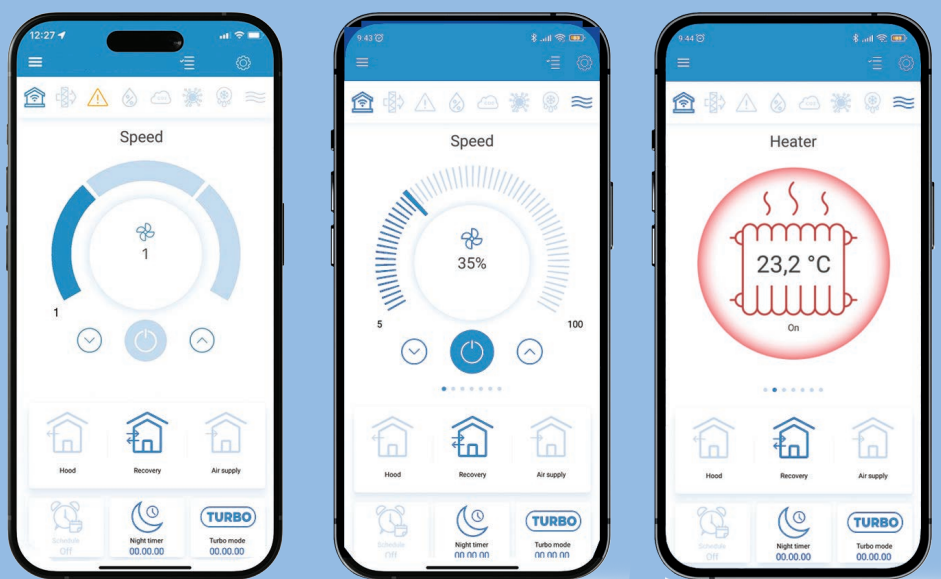 12:27
Speed
1
1
Hood
Recovery
Air supply
Schedule
Off
Night timer
00.00.00
TURBO
Turbo mode
00.00.00
9:43
Speed
35%
5
100
Hood
Recovery
Air supply
Schedule
Off
Night timer
00.00.00
TURBO
Turbo mode
00.00.00
9:44
Heater
23,2 °C
On
Hood
Recovery
Air supply
Schedule
Off
Night timer
00.00.00
TURBO
Turbo mode
00.00.00